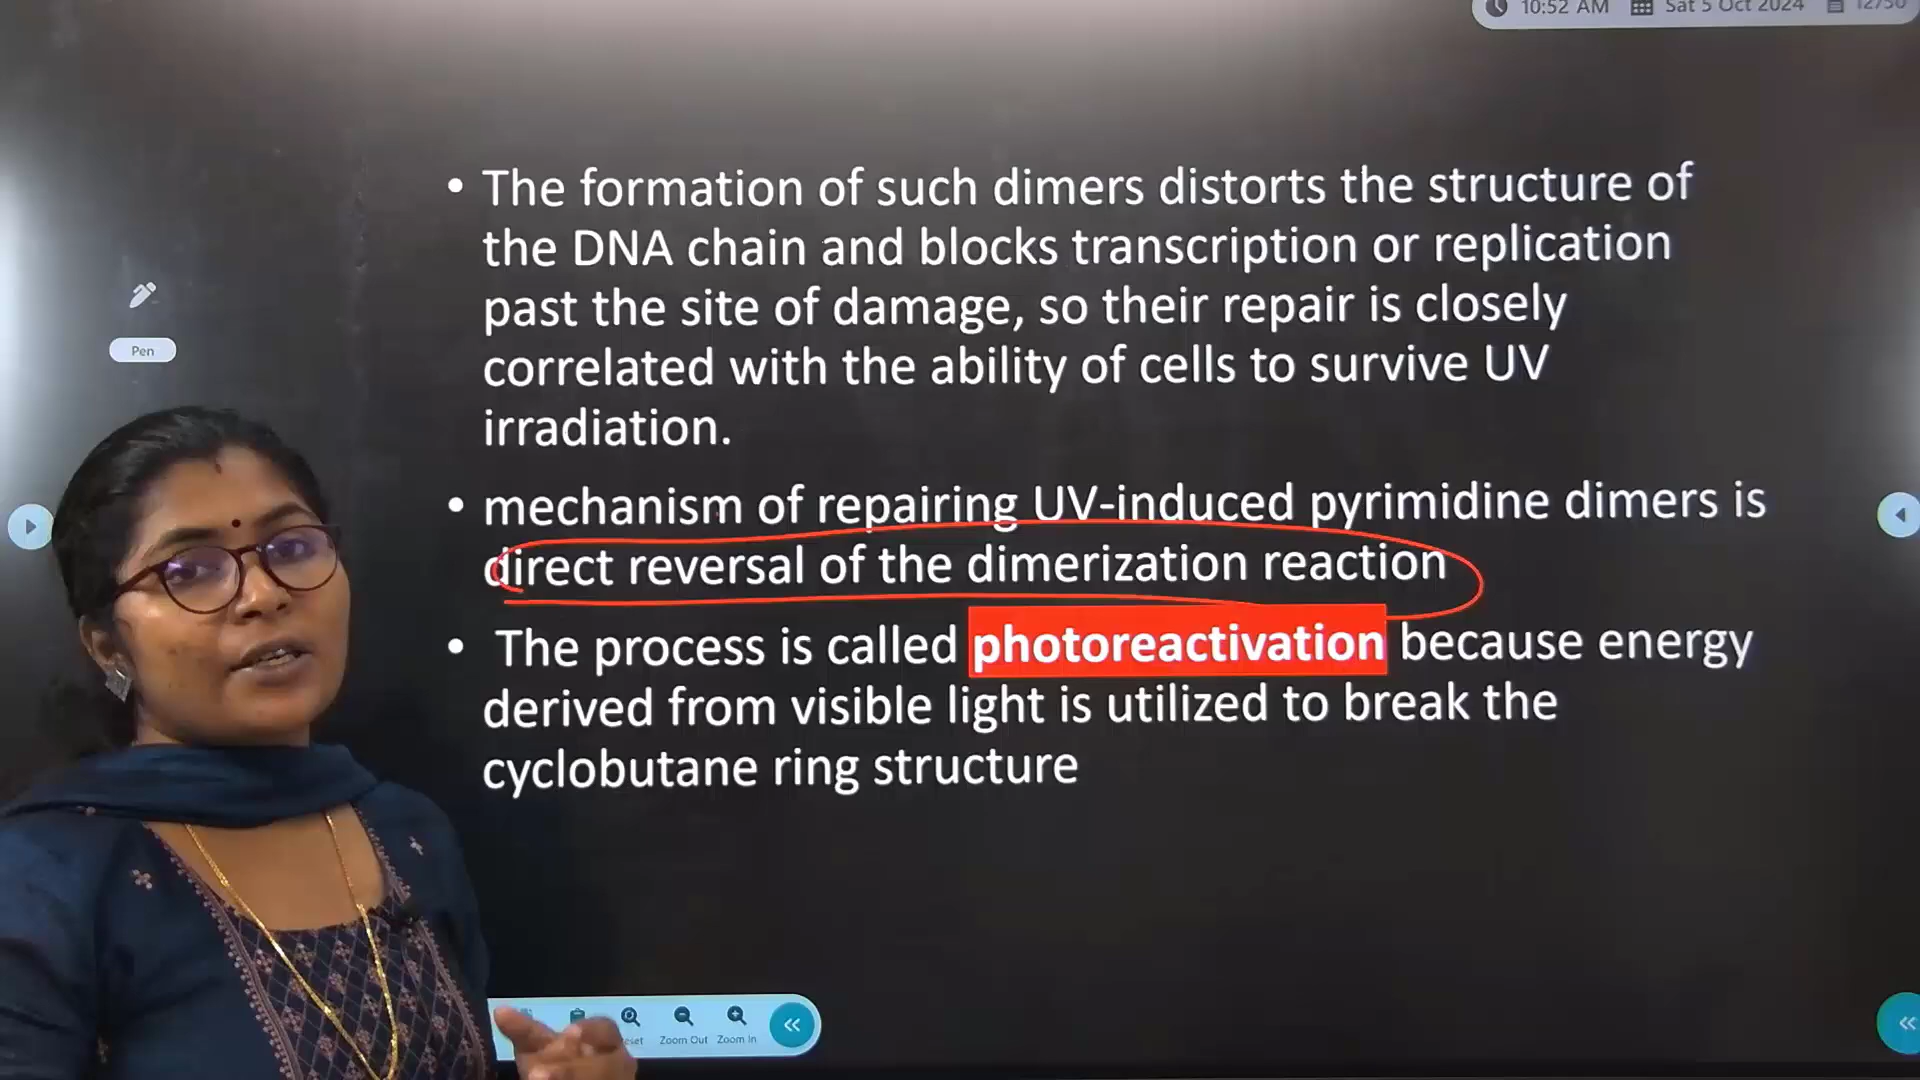 10:52 AM Sat 5 Oct 2024
• The formation of such dimers distorts the structure of
the DNA chain and blocks transcription or replication
past the site of damage, so their repair is closely
correlated with the ability of cells to survive UV
irradiation.
Pen
• mechanism of repairing UV-induced pyrimidine dimers is
direct reversal of the dimerization reaction
• The process is called photoreactivation because energy
derived from visible light is utilized to break the
cyclobutane ring structure
Zoom Out Zoom In